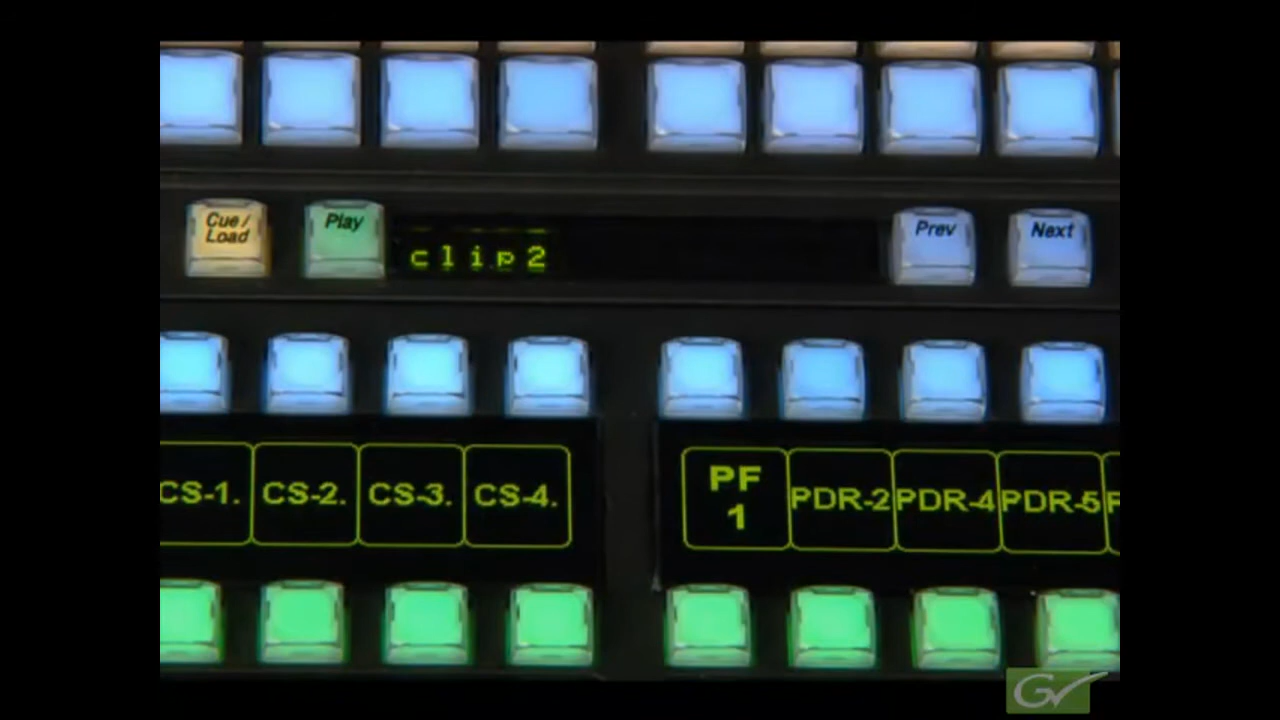 Cue/
Load
Play
clip2
Prev
Next
CS-1.
CS-2.
CS-3.
CS-4.
PF
1
PDR-2
PDR-4
PDR-5
GV